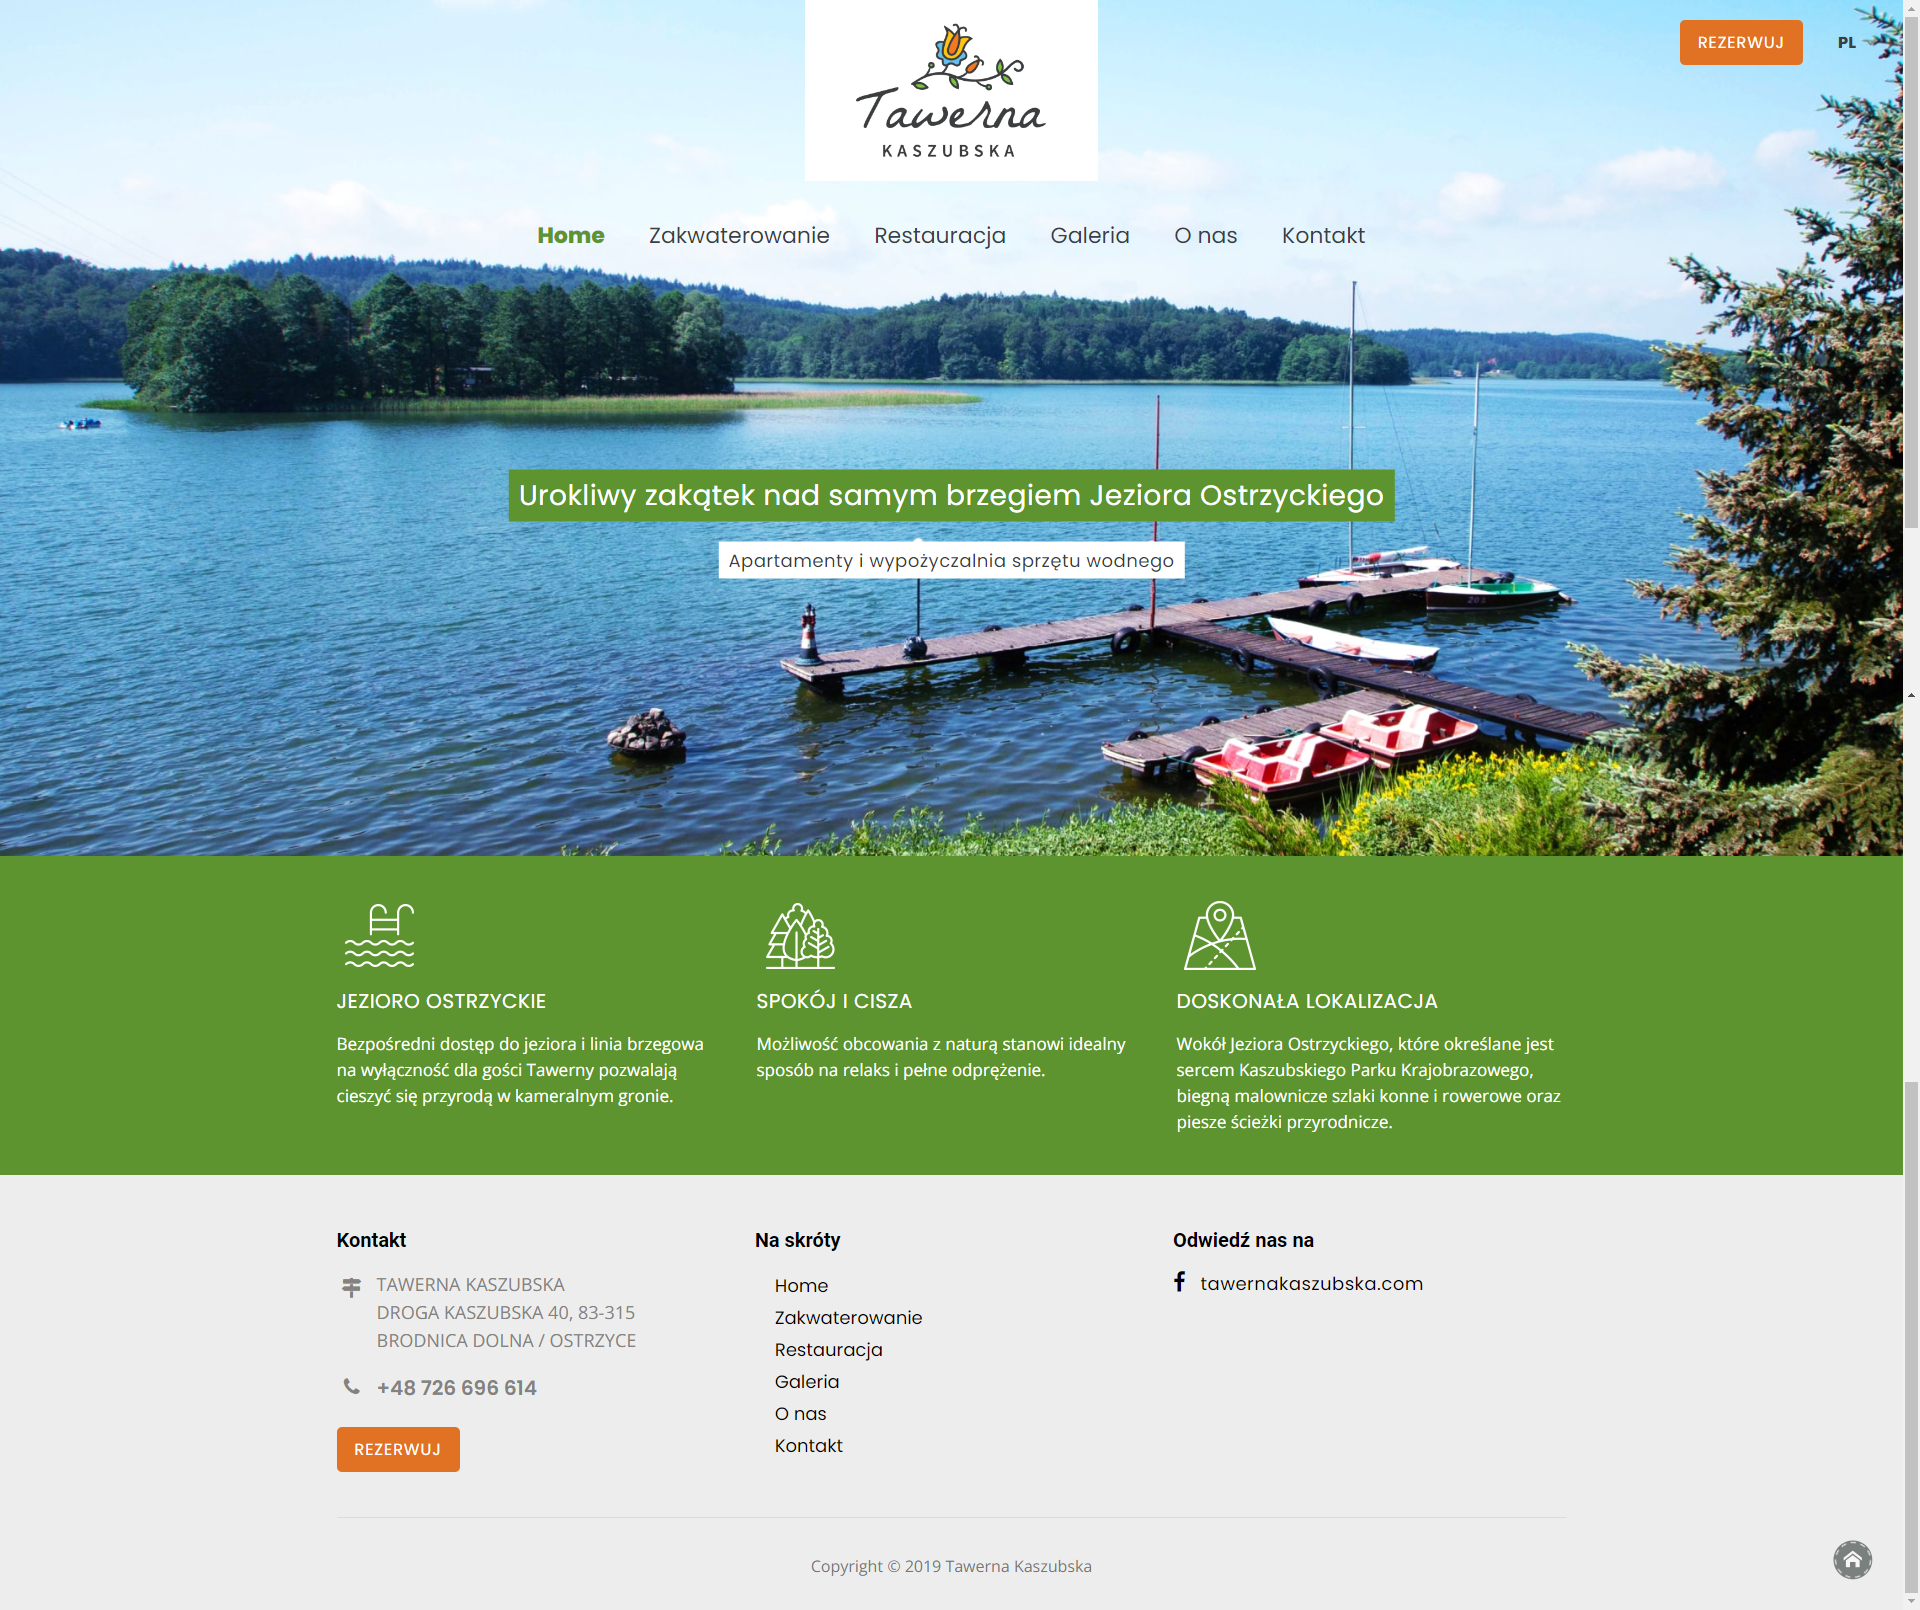 Tawerna
KASZUBSKA
REZERWUJ
PL
Home
Zakwaterowanie
Restauracja
Galeria
O nas
Kontakt
Urokliwy zakątek nad samym brzegiem Jeziora Ostrzyckiego
Apartamenty i wypożyczalnia sprzętu wodnego
JEZIORO OSTRZYCKIE
Bezpośredni dostęp do jeziora i linia brzegowa
na wyłączność dla gości Tawerny pozwalają
cieszyć się przyrodą w kameralnym gronie.
SPOKÓJ I CISZA
Możliwość obcowania z naturą stanowi idealny
sposób na relaks i pełne odprężenie.
DOSKONAŁA LOKALIZACJA
Wokół Jeziora Ostrzyckiego, które określane jest
sercem Kaszubskiego Parku Krajobrazowego,
biegną malownicze szlaki konne i rowerowe oraz
piesze ścieżki przyrodnicze.
Kontakt
TAWERNA KASZUBSKA
DROGA KASZUBSKA 40, 83-315
BRODNICA DOLNA / OSTRZYCE
+48 726 696 614
REZERWUJ
Na skróty
Home
Zakwaterowanie
Restauracja
Galeria
O nas
Kontakt
Odwiedź nas na
tawernakaszubska.com
Copyright © 2019 Tawerna Kaszubska